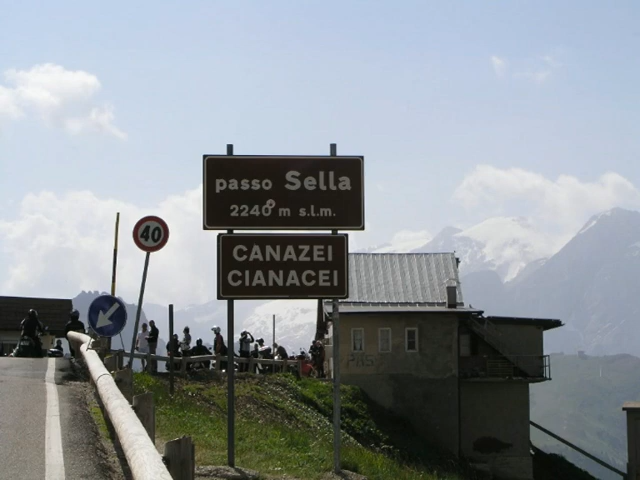 passo Sella
2240 m s.l.m.
CANAZEI
CIANACEI
40